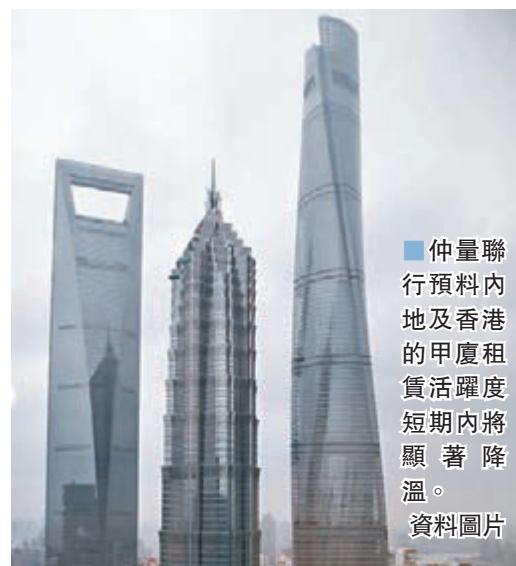 ■仲量聯
行預料內
地及香港
的甲廈租
賃活躍度
短期內將
顯著降
溫。
資料圖片